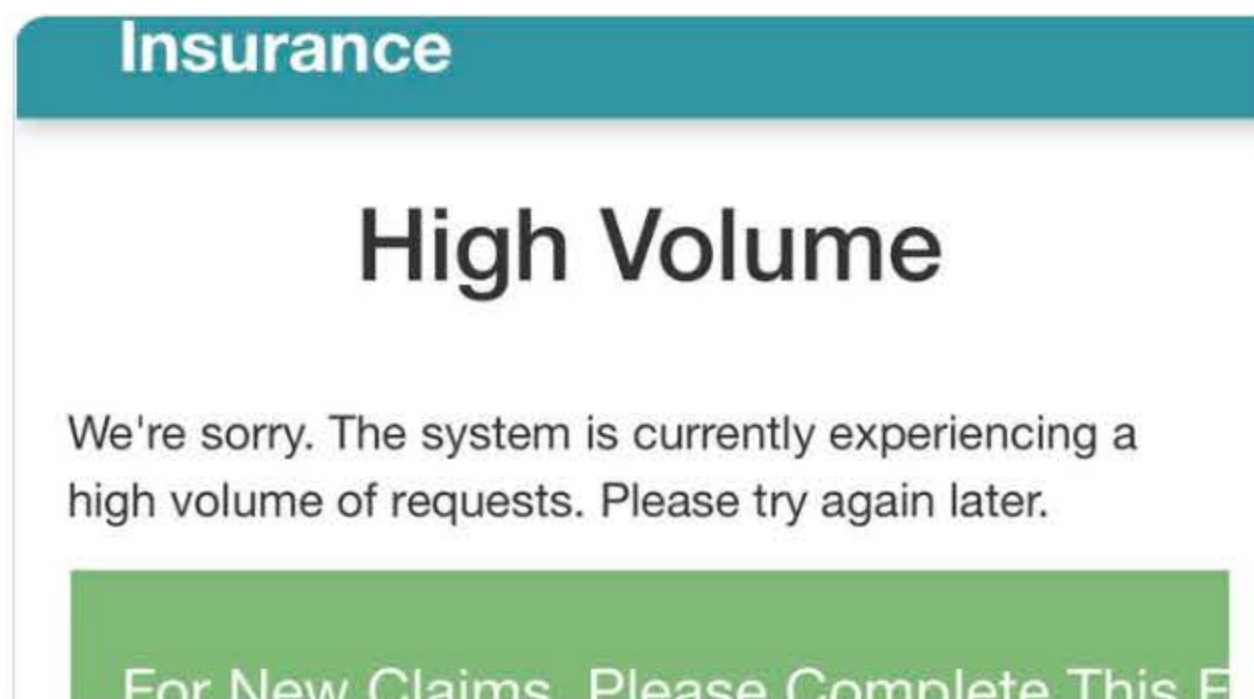 Insurance
High Volume
We're sorry. The system is currently experiencing a
high volume of requests. Please try again later.
For New Claims, Please Complete This